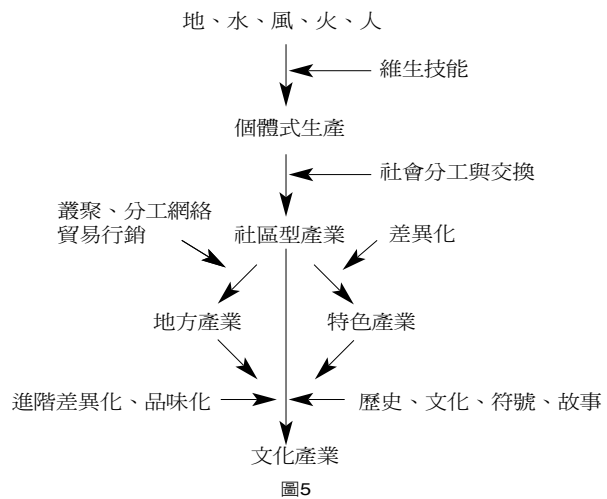 地、水、風、火、人
維生技能
個體式生產
社會分工與交換
叢聚、分工網絡
貿易行銷
社區型產業
差異化
地方產業
特色產業
進階差異化、品味化
歷史、文化、符號、故事
文化產業
圖5